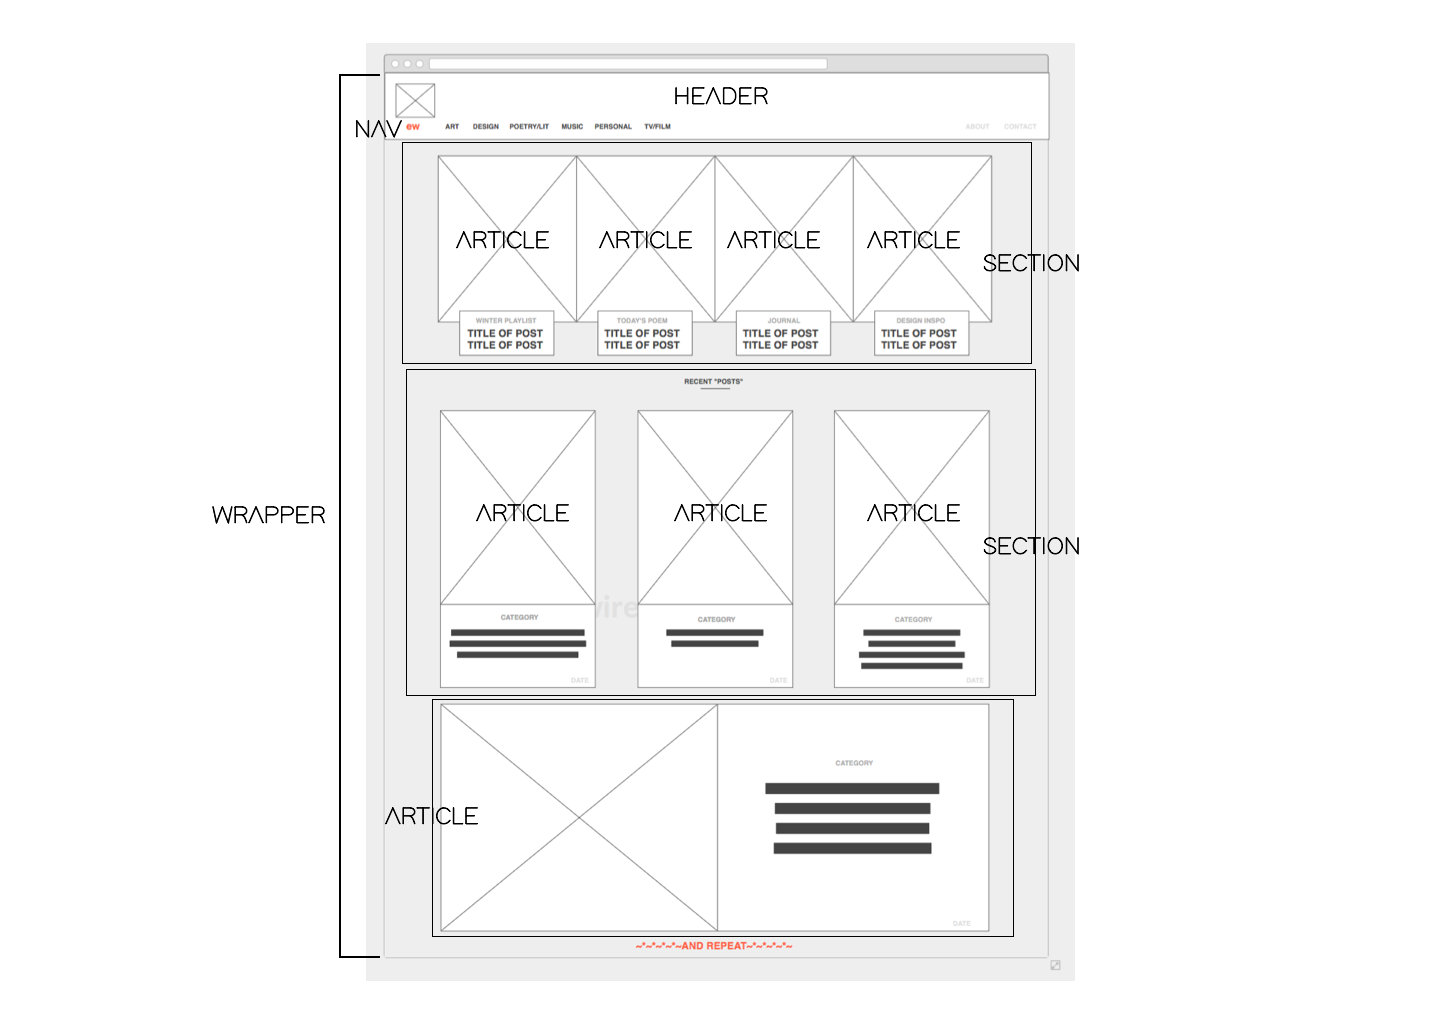 HEADER
NAV ew ART DESIGN POETRY/LIT MUSIC PERSONAL TV/FILM ABOUT CONTACT
ARTICLE ARTICLE ARTICLE ARTICLE
SECTION
WINTER PLAYLIST TODAY'S POEM JOURNAL DESIGN INSPO
TITLE OF POST TITLE OF POST TITLE OF POST TITLE OF POST
TITLE OF POST TITLE OF POST TITLE OF POST TITLE OF POST
RECENT "POSTS"
ARTICLE ARTICLE ARTICLE
WRAPPER
SECTION
wire
CATEGORY CATEGORY CATEGORY
DATE DATE DATE
CATEGORY
ARTICLE
DATE
~*~*~*~*~AND REPEAT~*~*~*~*~